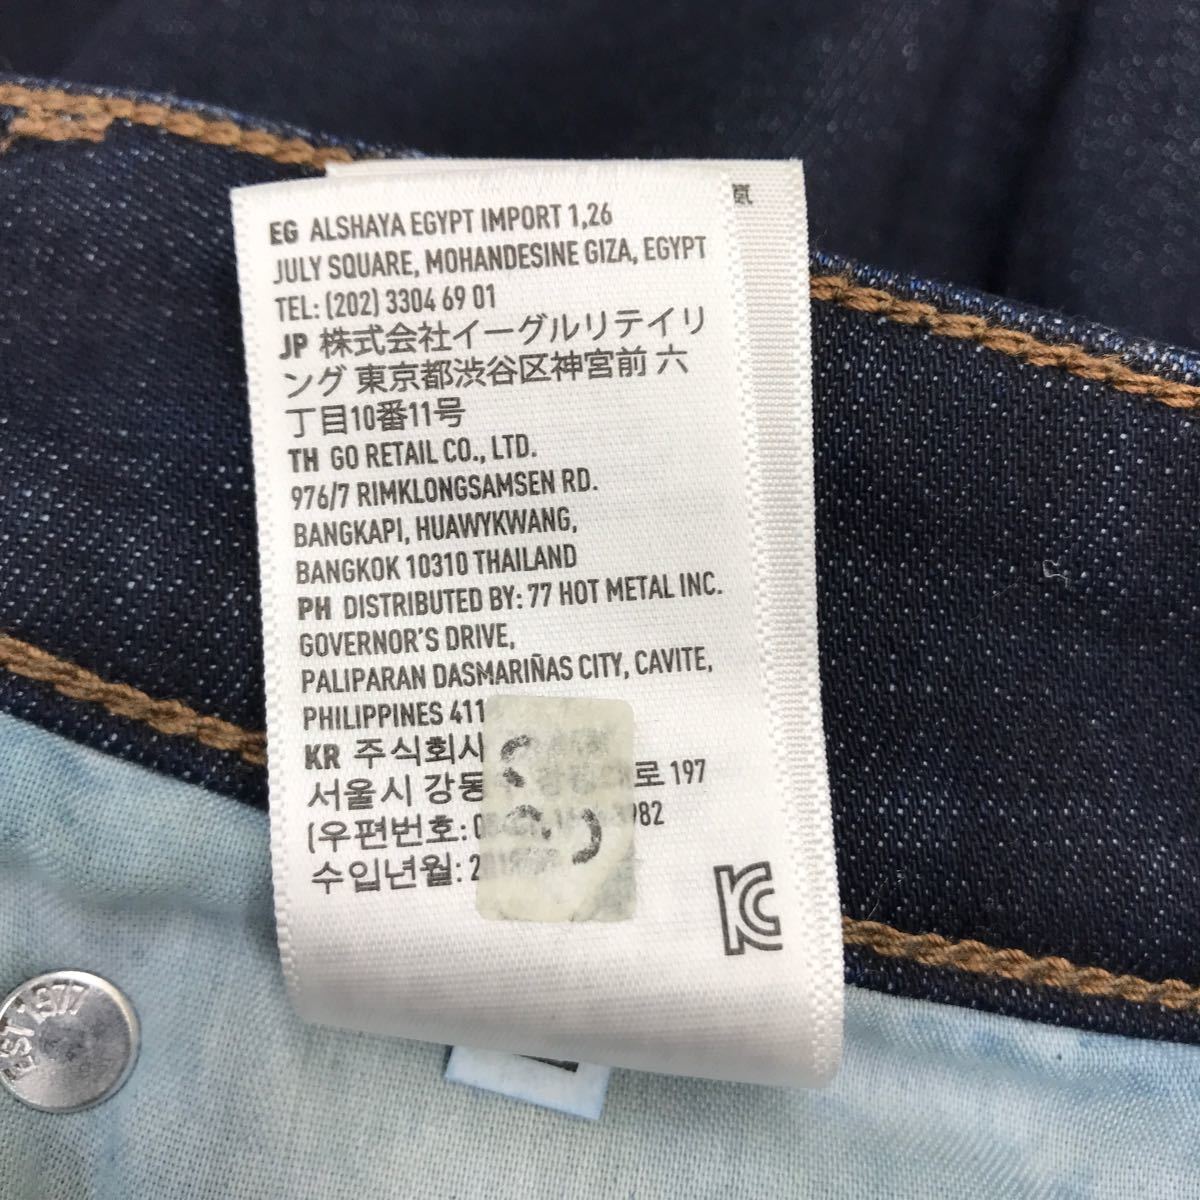 EG ALSHAYA EGYPT IMPORT 1,26
JULY SQUARE, MOHANDESINE GIZA, EGYPT
TEL: (202) 3304 69 01
JP 株式会社イーグルリテイリ
ング 東京都渋谷区神宮前 六
丁目10番11号
TH GO RETAIL CO., LTD.
976/7 RIMKLONGSAMSEN RD.
BANGKAPI, HUAWYKWANG,
BANGKOK 10310 THAILAND
PH DISTRIBUTED BY: 77 HOT METAL INC.
GOVERNOR'S DRIVE,
PALIPARAN DASMARIÑAS CITY, CAVITE,
PHILIPPINES 411
KR 주식회사
서울시 강동 로 197
(우편번호: 3982
수입년월:
KC
EST 1977